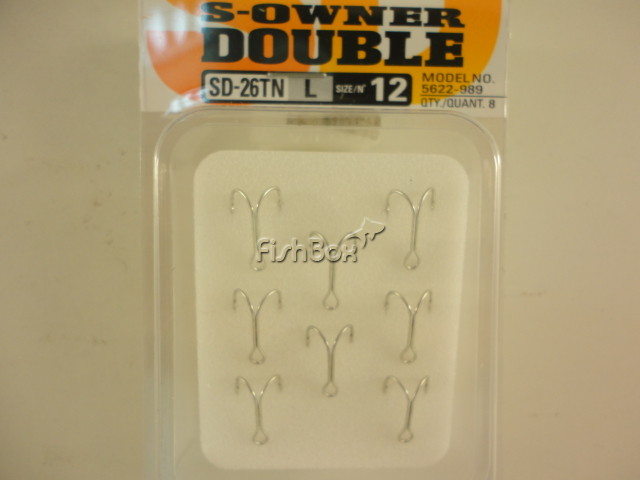 S-OWNER
DOUBLE
SD-26TN L SIZE/N° 12
MODEL NO.
5622-989
QTY./QUANT. 8
FishBox